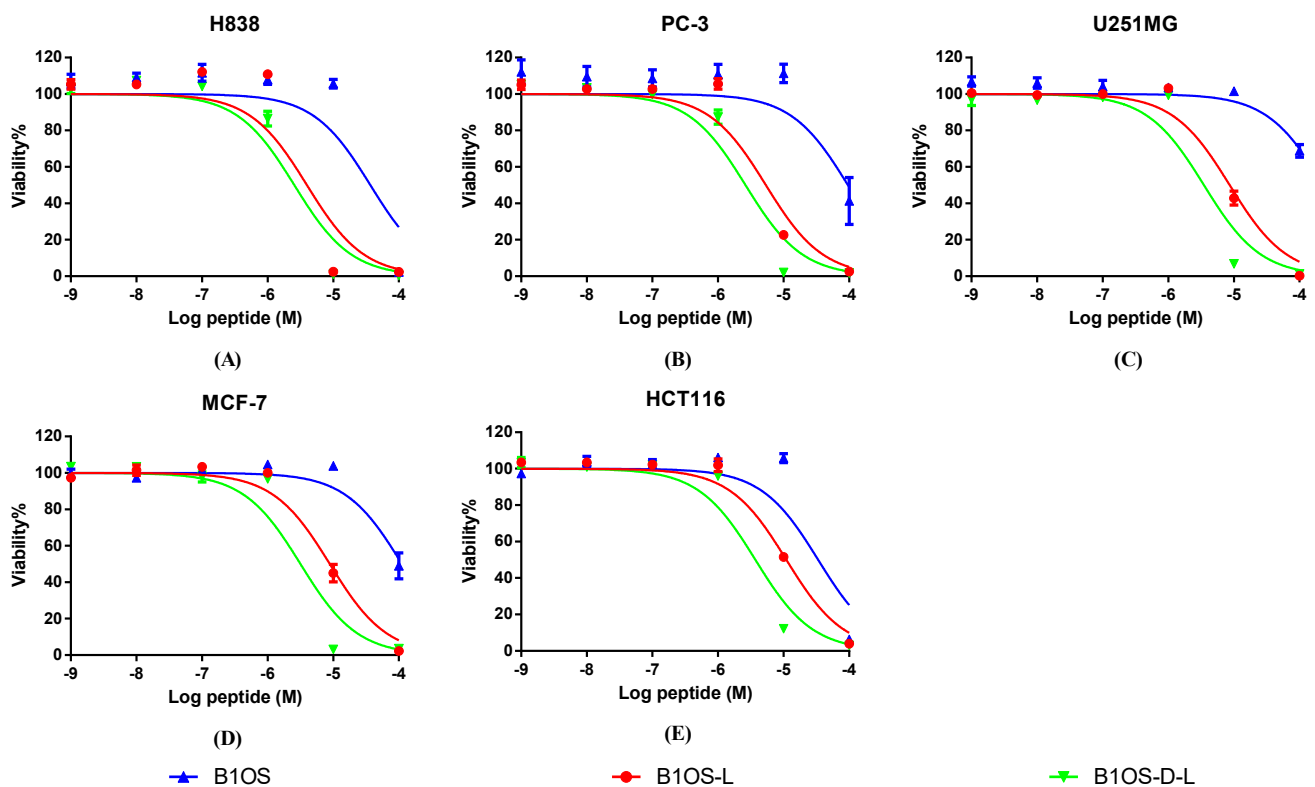 H838
120
100
80
60
40
20
0
Viability%
-9 -8 -7 -6 -5 -4
Log peptide (M)
(A)
PC-3
120
100
80
60
40
20
0
Viability%
-9 -8 -7 -6 -5 -4
Log peptide (M)
(B)
U251MG
120
100
80
60
40
20
0
Viability%
-9 -8 -7 -6 -5 -4
Log peptide (M)
(C)
MCF-7
120
100
80
60
40
20
0
Viability%
-9 -8 -7 -6 -5 -4
Log peptide (M)
(D)
HCT116
120
100
80
60
40
20
0
Viability%
-9 -8 -7 -6 -5 -4
Log peptide (M)
(E)
B1OS B1OS-L B1OS-D-L